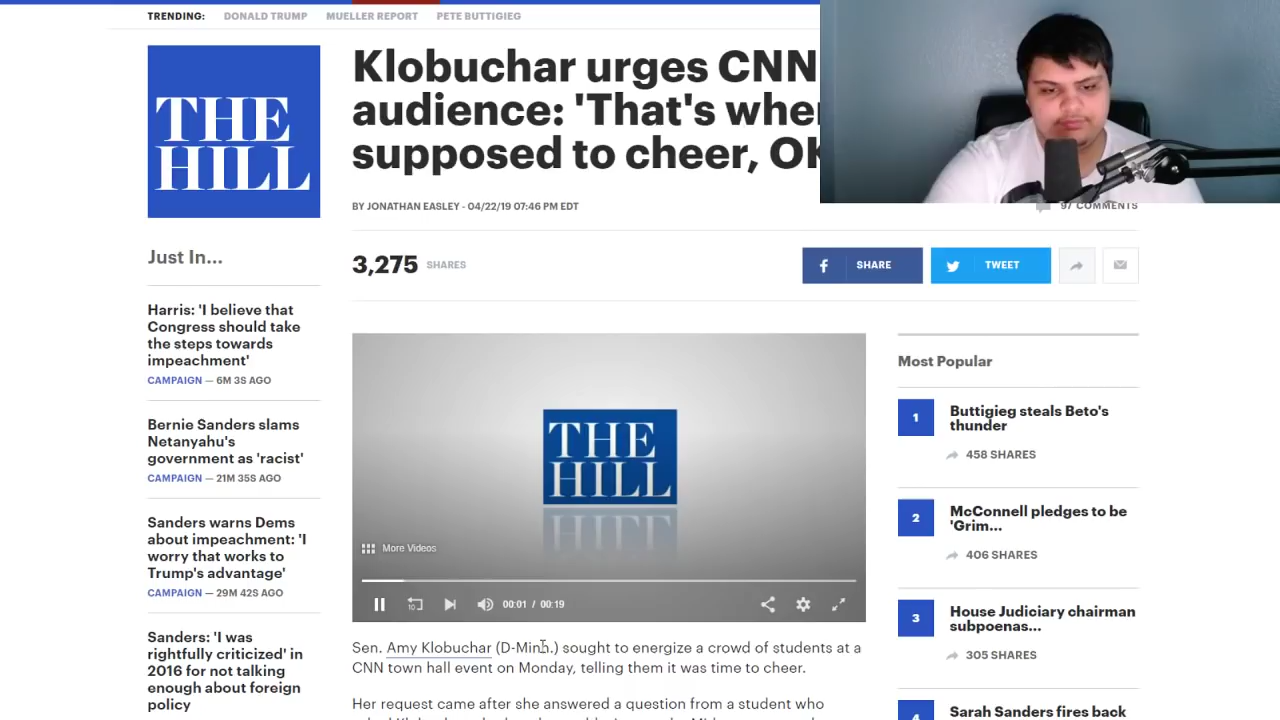 TRENDING: DONALD TRUMP MUELLER REPORT PETE BUTTIGIEG
THE
HILL
Klobuchar urges CNN
audience: 'That's
supposed to cheer,
BY JONATHAN EASLEY - 04/22/19 07:46 PM EDT
97 COMMENTS
3,275 SHARES
SHARE
TWEET
Just In...
Harris: 'I believe that
Congress should take
the steps towards
impeachment'
CAMPAIGN — 6M 3S AGO
Bernie Sanders slams
Netanyahu's
government as 'racist'
CAMPAIGN — 21M 35S AGO
Sanders warns Dems
about impeachment: 'I
worry that works to
Trump's advantage'
CAMPAIGN — 29M 42S AGO
Sanders: 'I was
rightfully criticized' in
2016 for not talking
enough about foreign
policy
THE
HILL
More Videos
10
00:01 / 00:19
Sen. Amy Klobuchar (D-Minn.) sought to energize a crowd of students at a
CNN town hall event on Monday, telling them it was time to cheer.
Her request came after she answered a question from a student who
Most Popular
1
Buttigieg steals Beto's
thunder
458 SHARES
2
McConnell pledges to be
'Grim...
406 SHARES
3
House Judiciary chairman
subpoenas...
305 SHARES
4
Sarah Sanders fires back